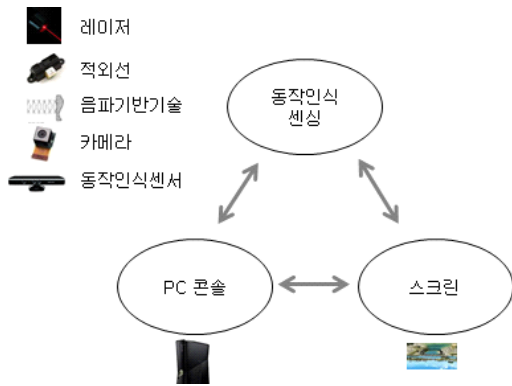 레이저
적외선
음파기반기술
카메라
동작인식센서
동작인식
센싱
PC 콘솔
스크린